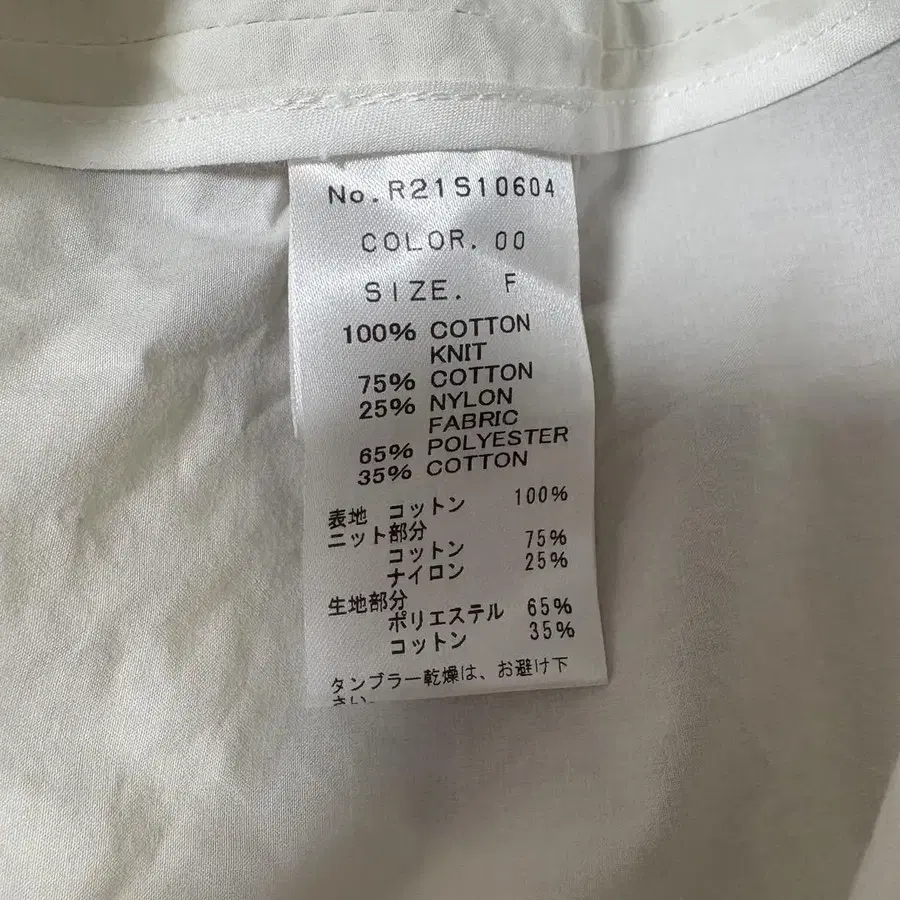 No.R21S10604
COLOR. 00
SIZE. F
100% COTTON
KNIT
75% COTTON
25% NYLON
FABRIC
65% POLYESTER
35% COTTON
表地 コットン 100%
ニット部分
コットン 75%
ナイロン 25%
生地部分
ポリエステル 65%
コットン 35%
タンブラー乾燥は、お避け下
さい。